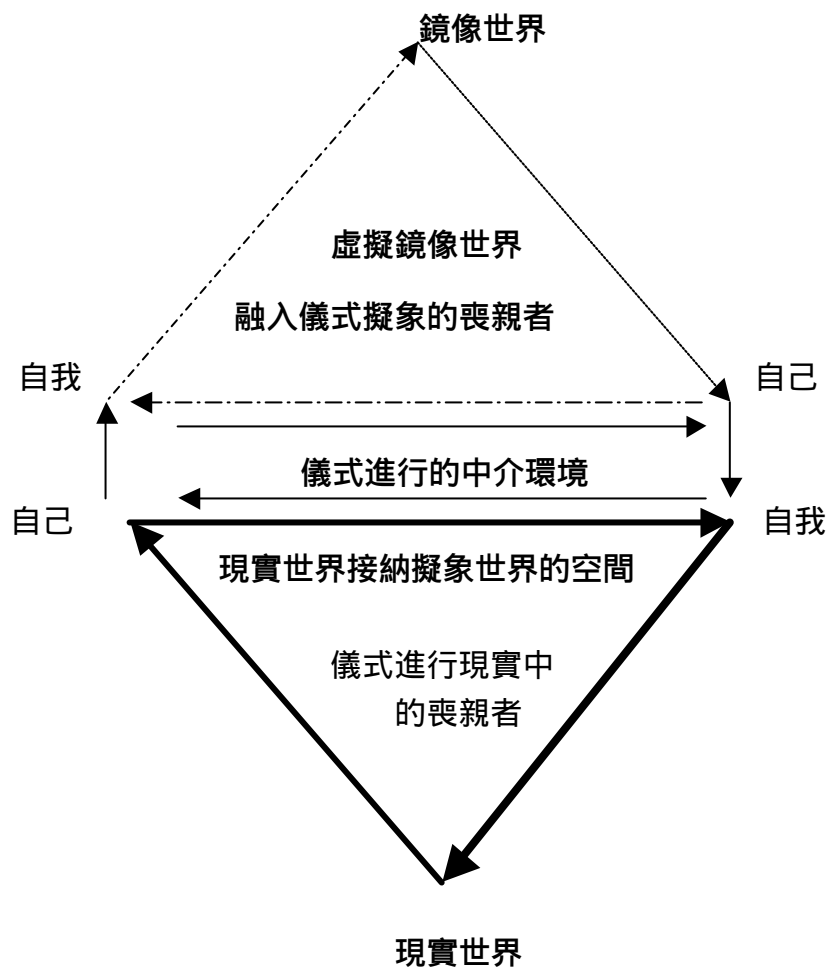 鏡像世界
虛擬鏡像世界
融入儀式擬象的喪親者
自我
自己
儀式進行的中介環境
自己
自我
現實世界接納擬象世界的空間
儀式進行現實中
的喪親者
現實世界